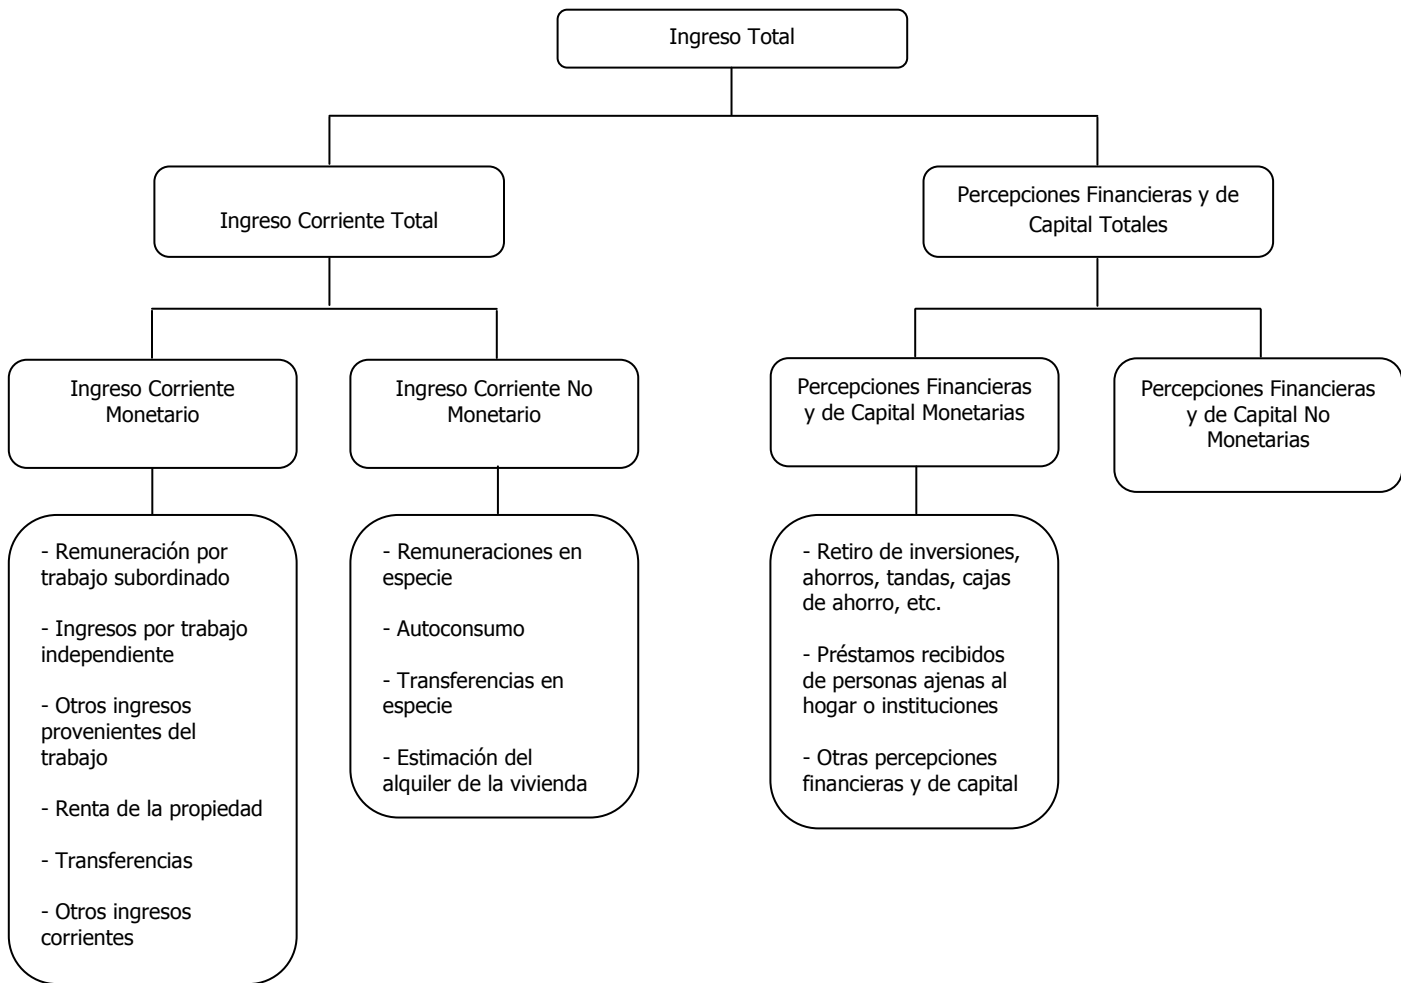 Ingreso Total
Ingreso Corriente Total
Percepciones Financieras y de
Capital Totales
Ingreso Corriente
Monetario
Ingreso Corriente No
Monetario
Percepciones Financieras
y de Capital Monetarias
Percepciones Financieras
y de Capital No
Monetarias
- Remuneración por
trabajo subordinado
- Ingresos por trabajo
independiente
- Otros ingresos
provenientes del
trabajo
- Renta de la propiedad
- Transferencias
- Otros ingresos
corrientes
- Remuneraciones en
especie
- Autoconsumo
- Transferencias en
especie
- Estimación del
alquiler de la vivienda
- Retiro de inversiones,
ahorros, tandas, cajas
de ahorro, etc.
- Préstamos recibidos
de personas ajenas al
hogar o instituciones
- Otras percepciones
financieras y de capital